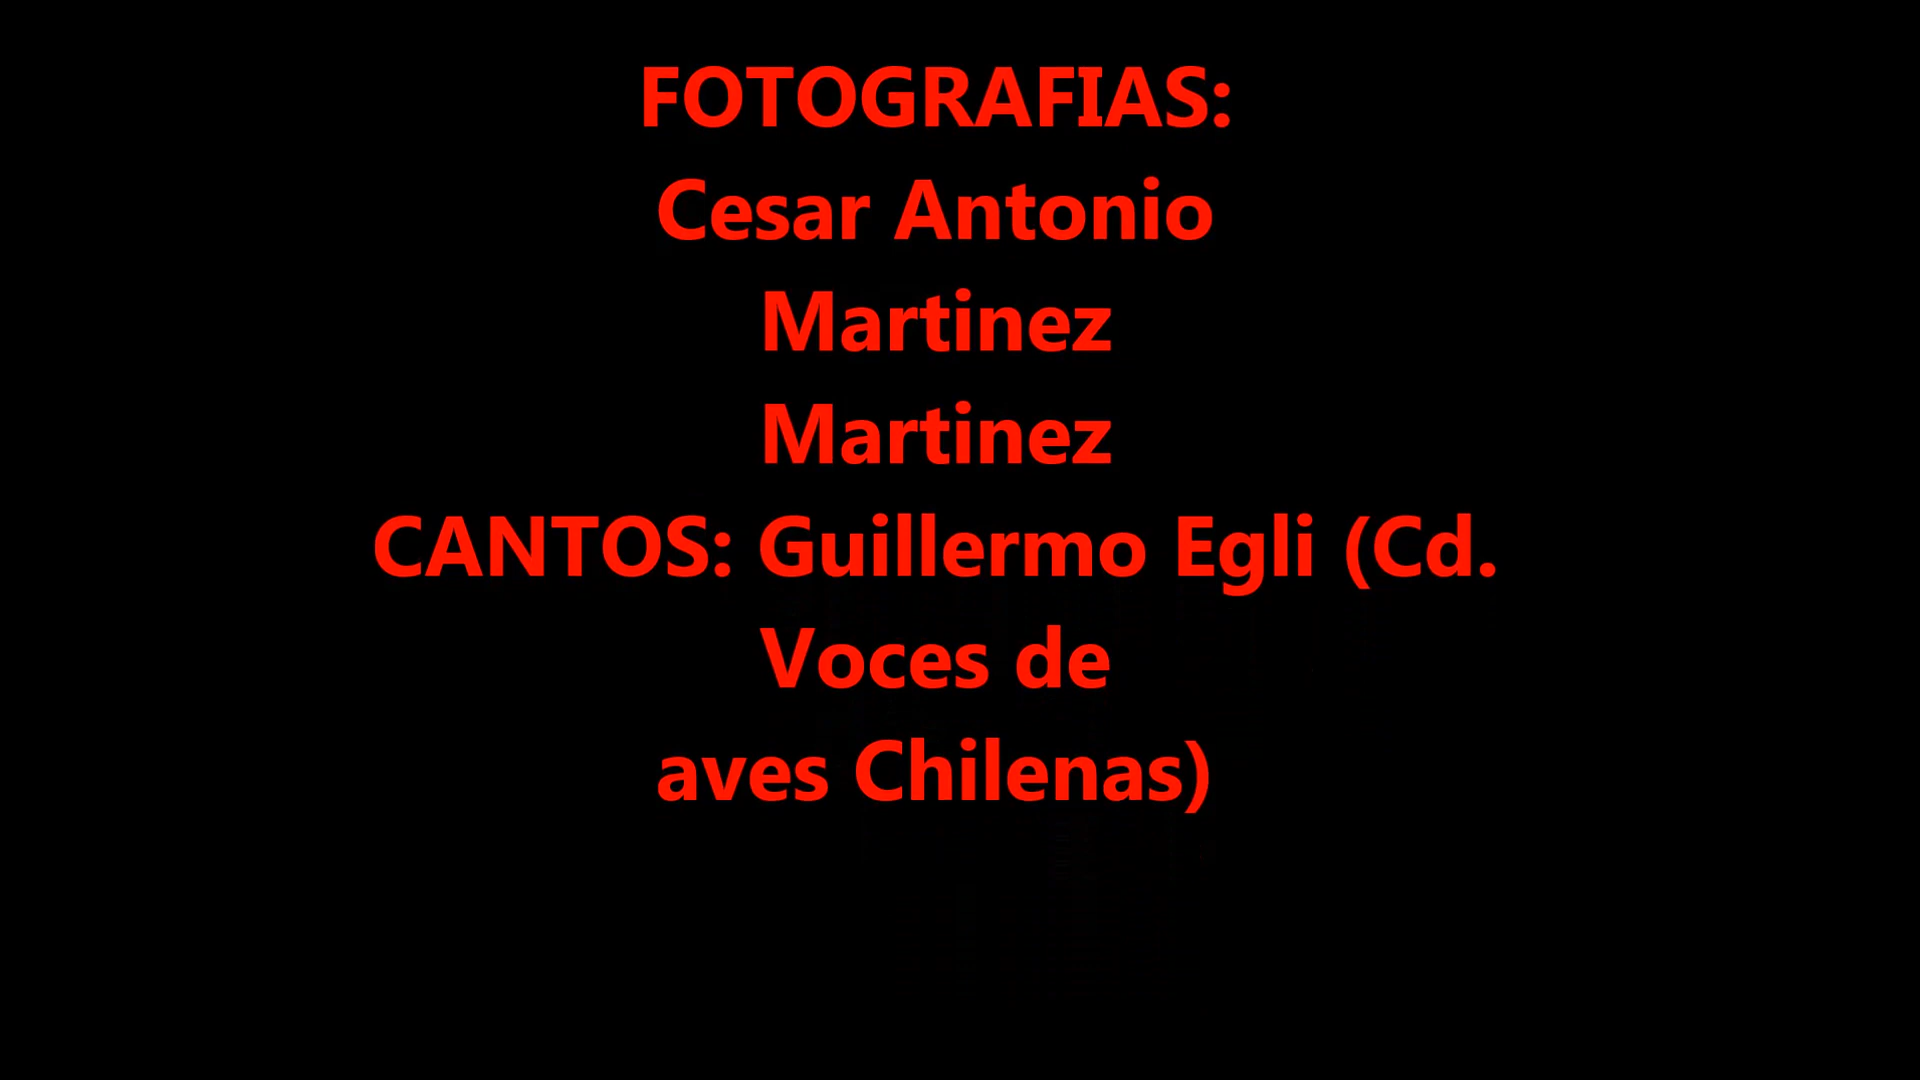 FOTOGRAFIAS:
Cesar Antonio
Martinez
Martinez
CANTOS: Guillermo Egli (Cd.
Voces de
aves Chilenas)